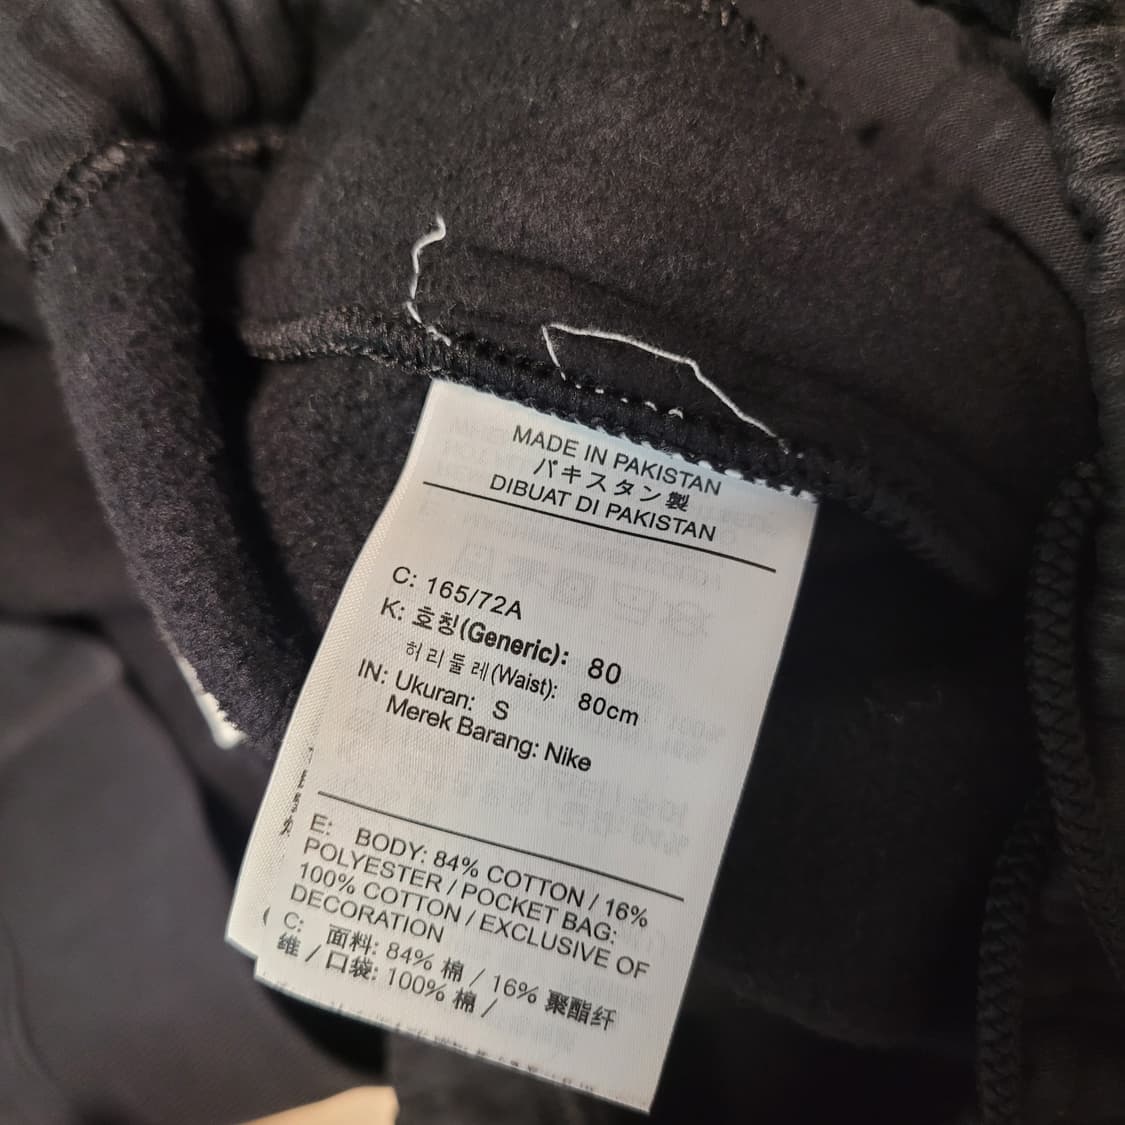 MADE IN PAKISTAN
パキスタン製
DIBUAT DI PAKISTAN
C: 165/72A
K: 호칭(Generic): 80
허리둘레(Waist): 80cm
IN: Ukuran: S
Merek Barang: Nike
E: BODY: 84% COTTON / 16%
POLYESTER / POCKET BAG:
100% COTTON / EXCLUSIVE OF
DECORATION
C: 面料: 84% 棉 / 16% 聚酯纤
维 / 口袋: 100% 棉 /